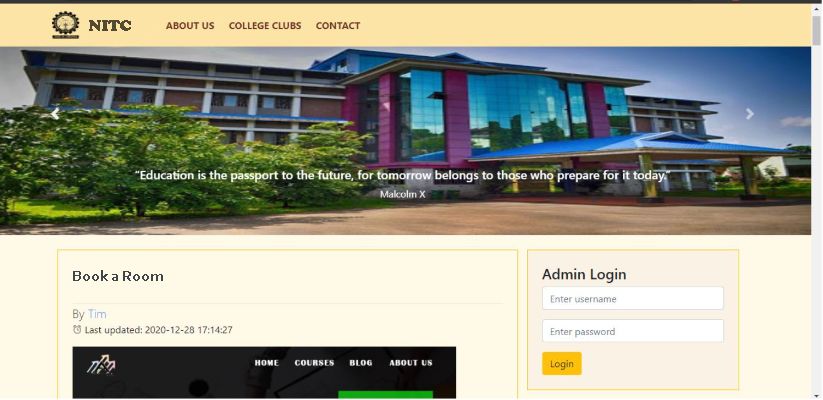 NITC ABOUT US COLLEGE CLUBS CONTACT
“Education is the passport to the future, for tomorrow belongs to those who prepare for it today.”
Malcolm X
Book a Room
By Tim
Last updated: 2020-12-28 17:14:27
HOME COURSES BLOG ABOUT US
Admin Login
Enter username
Enter password
Login